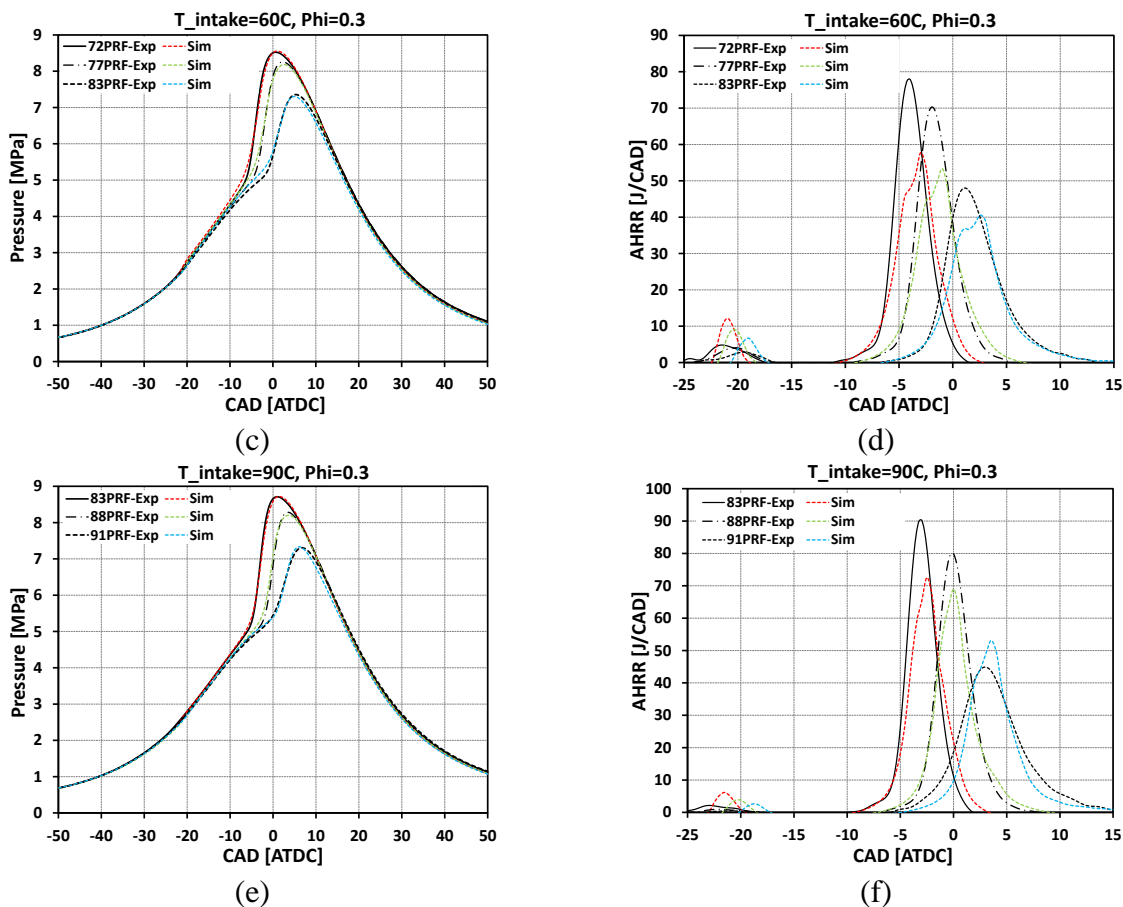 T_intake=60C, Phi=0.3
72PRF-Exp Sim
77PRF-Exp Sim
83PRF-Exp Sim
Pressure [MPa]
9
8
7
6
5
4
3
2
1
0
-50 -40 -30 -20 -10 0 10 20 30 40 50
CAD [ATDC]
(c)
T_intake=60C, Phi=0.3
72PRF-Exp Sim
77PRF-Exp Sim
83PRF-Exp Sim
AHRR [J/CAD]
90
80
70
60
50
40
30
20
10
0
-25 -20 -15 -10 -5 0 5 10 15
CAD [ATDC]
(d)
T_intake=90C, Phi=0.3
83PRF-Exp Sim
88PRF-Exp Sim
91PRF-Exp Sim
Pressure [MPa]
9
8
7
6
5
4
3
2
1
0
-50 -40 -30 -20 -10 0 10 20 30 40 50
CAD [ATDC]
(e)
T_intake=90C, Phi=0.3
83PRF-Exp Sim
88PRF-Exp Sim
91PRF-Exp Sim
AHRR [J/CAD]
100
90
80
70
60
50
40
30
20
10
0
-25 -20 -15 -10 -5 0 5 10 15
CAD [ATDC]
(f)